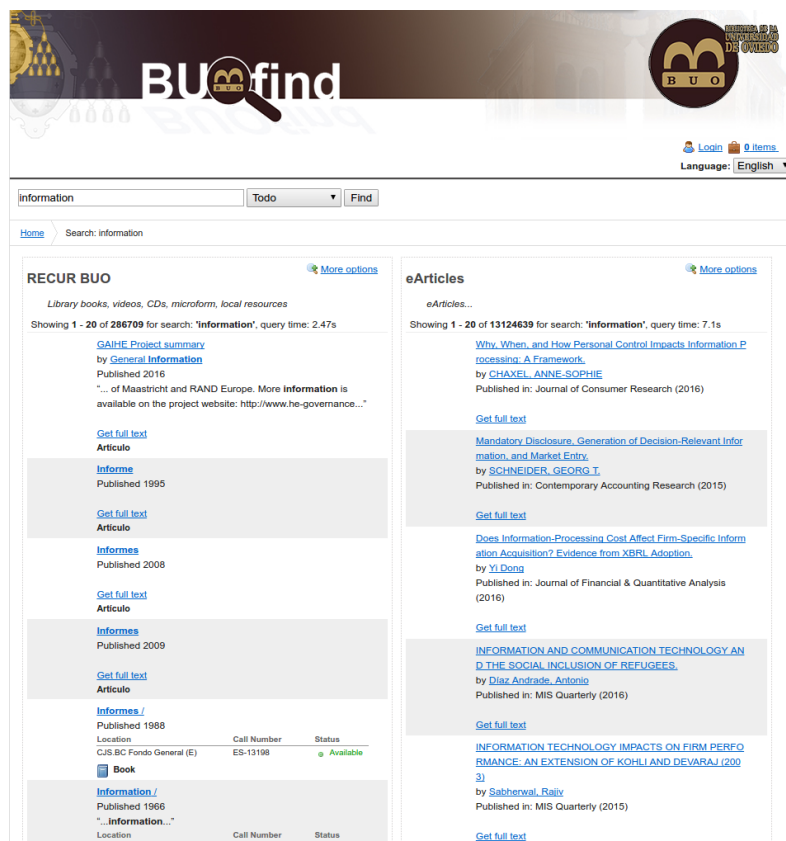 BUOfind
BUO
BIBLIOTECA DE LA
UNIVERSIDAD
DE OVIEDO
BUO
Login 0 items
Language: English
information Todo Find
Home Search: information
RECUR BUO
More options
Library books, videos, CDs, microform, local resources
Showing 1 - 20 of 286709 for search: 'information', query time: 2.47s
GAIHE Project summary
by General Information
Published 2016
"... of Maastricht and RAND Europe. More information is
available on the project website: http://www.he-governance..."
Get full text
Artículo
Informe
Published 1995
Get full text
Artículo
Informes
Published 2008
Get full text
Artículo
Informes
Published 2009
Get full text
Artículo
Informes /
Published 1988
Location Call Number Status
CJS.BC Fondo General (E) ES-13198 Available
Book
Information /
Published 1966
"...information..."
Location Call Number Status
eArticles
More options
eArticles...
Showing 1 - 20 of 13124639 for search: 'information', query time: 7.1s
Why, When, and How Personal Control Impacts Information P
rocessing: A Framework.
by CHAXEL, ANNE-SOPHIE
Published in: Journal of Consumer Research (2016)
Get full text
Mandatory Disclosure, Generation of Decision-Relevant Infor
mation, and Market Entry.
by SCHNEIDER, GEORG T.
Published in: Contemporary Accounting Research (2015)
Get full text
Does Information-Processing Cost Affect Firm-Specific Inform
ation Acquisition? Evidence from XBRL Adoption.
by Yi Dong
Published in: Journal of Financial & Quantitative Analysis
(2016)
Get full text
INFORMATION AND COMMUNICATION TECHNOLOGY AN
D THE SOCIAL INCLUSION OF REFUGEES.
by Díaz Andrade, Antonio
Published in: MIS Quarterly (2016)
Get full text
INFORMATION TECHNOLOGY IMPACTS ON FIRM PERFO
RMANCE: AN EXTENSION OF KOHLI AND DEVARAJ (200
3)
by Sabherwal, Rajiv
Published in: MIS Quarterly (2015)
Get full text